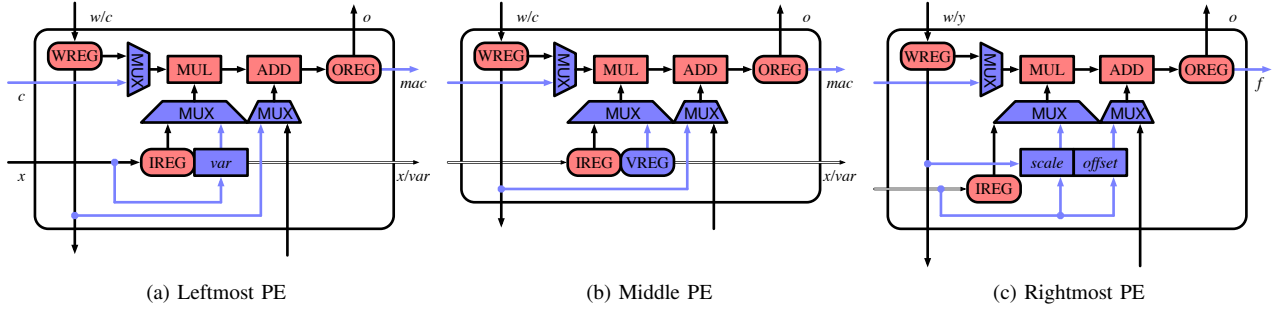 w/c
o
WREG
MUX
MUL
ADD
OREG
c
mac
MUX
MUX
IREG
var
x
x/var
(a) Leftmost PE
w/c
o
WREG
MUX
MUL
ADD
OREG
mac
MUX
MUX
IREG
VREG
x/var
(b) Middle PE
w/y
o
WREG
MUX
MUL
ADD
OREG
f
MUX
MUX
scale
offset
IREG
(c) Rightmost PE